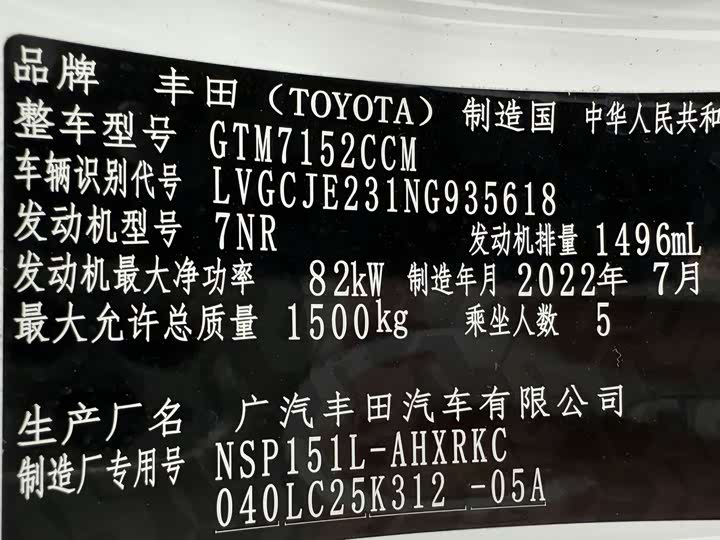 品牌 丰田（TOYOTA） 制造国 中华人民共和
整车型号 GTM7152CCM
车辆识别代号 LVGCJE231NG935618
发动机型号 7NR 发动机排量 1496mL
发动机最大净功率 82kW 制造年月 2022年 7月
最大允许总质量 1500kg 乘坐人数 5
生产厂名 广汽丰田汽车有限公司
制造厂专用号 NSP151L-AHXRKC
040LC25K312 -05A